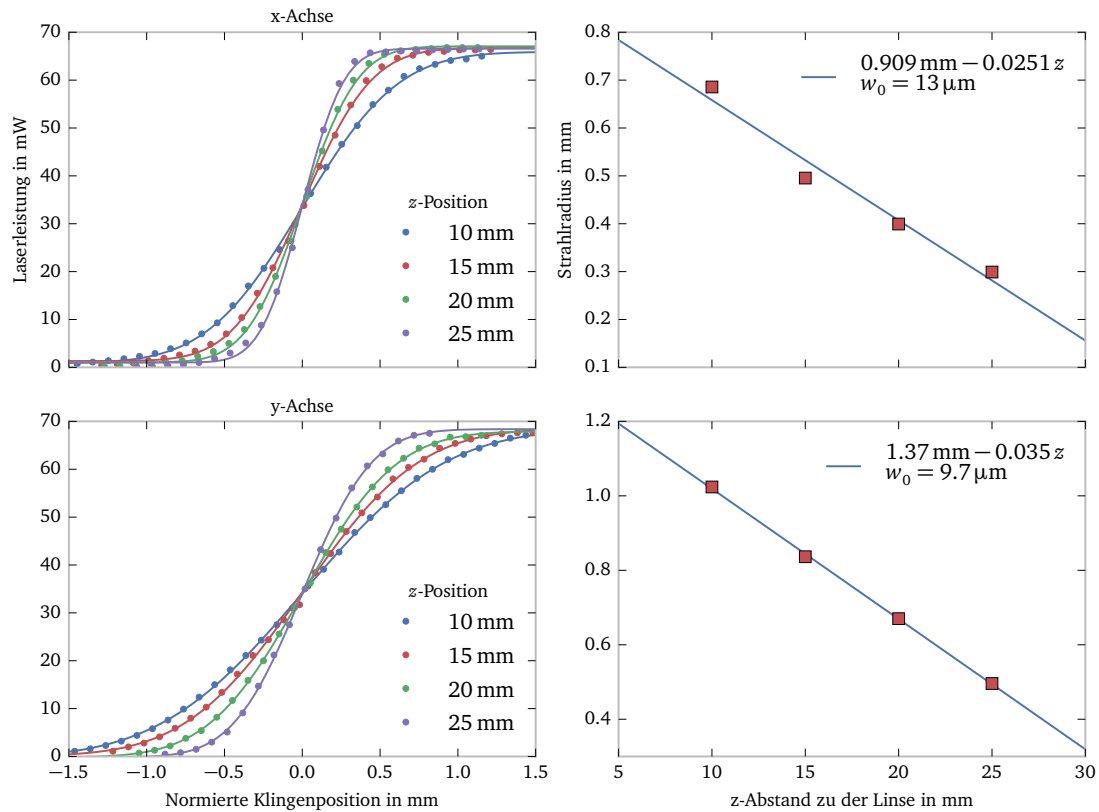 x-Achse
70
60
50
40
30
20
10
0
Laserleistung in mW
z-Position
10 mm
15 mm
20 mm
25 mm
0.8
0.7
0.6
0.5
0.4
0.3
0.2
0.1
Strahlradius in mm
0.909 mm − 0.0251 z
w₀ = 13 µm
y-Achse
70
60
50
40
30
20
10
0
z-Position
10 mm
15 mm
20 mm
25 mm
−1.5 −1.0 −0.5 0.0 0.5 1.0 1.5
Normierte Klingenposition in mm
1.2
1.0
0.8
0.6
0.4
1.37 mm − 0.035 z
w₀ = 9.7 µm
5 10 15 20 25 30
z-Abstand zu der Linse in mm